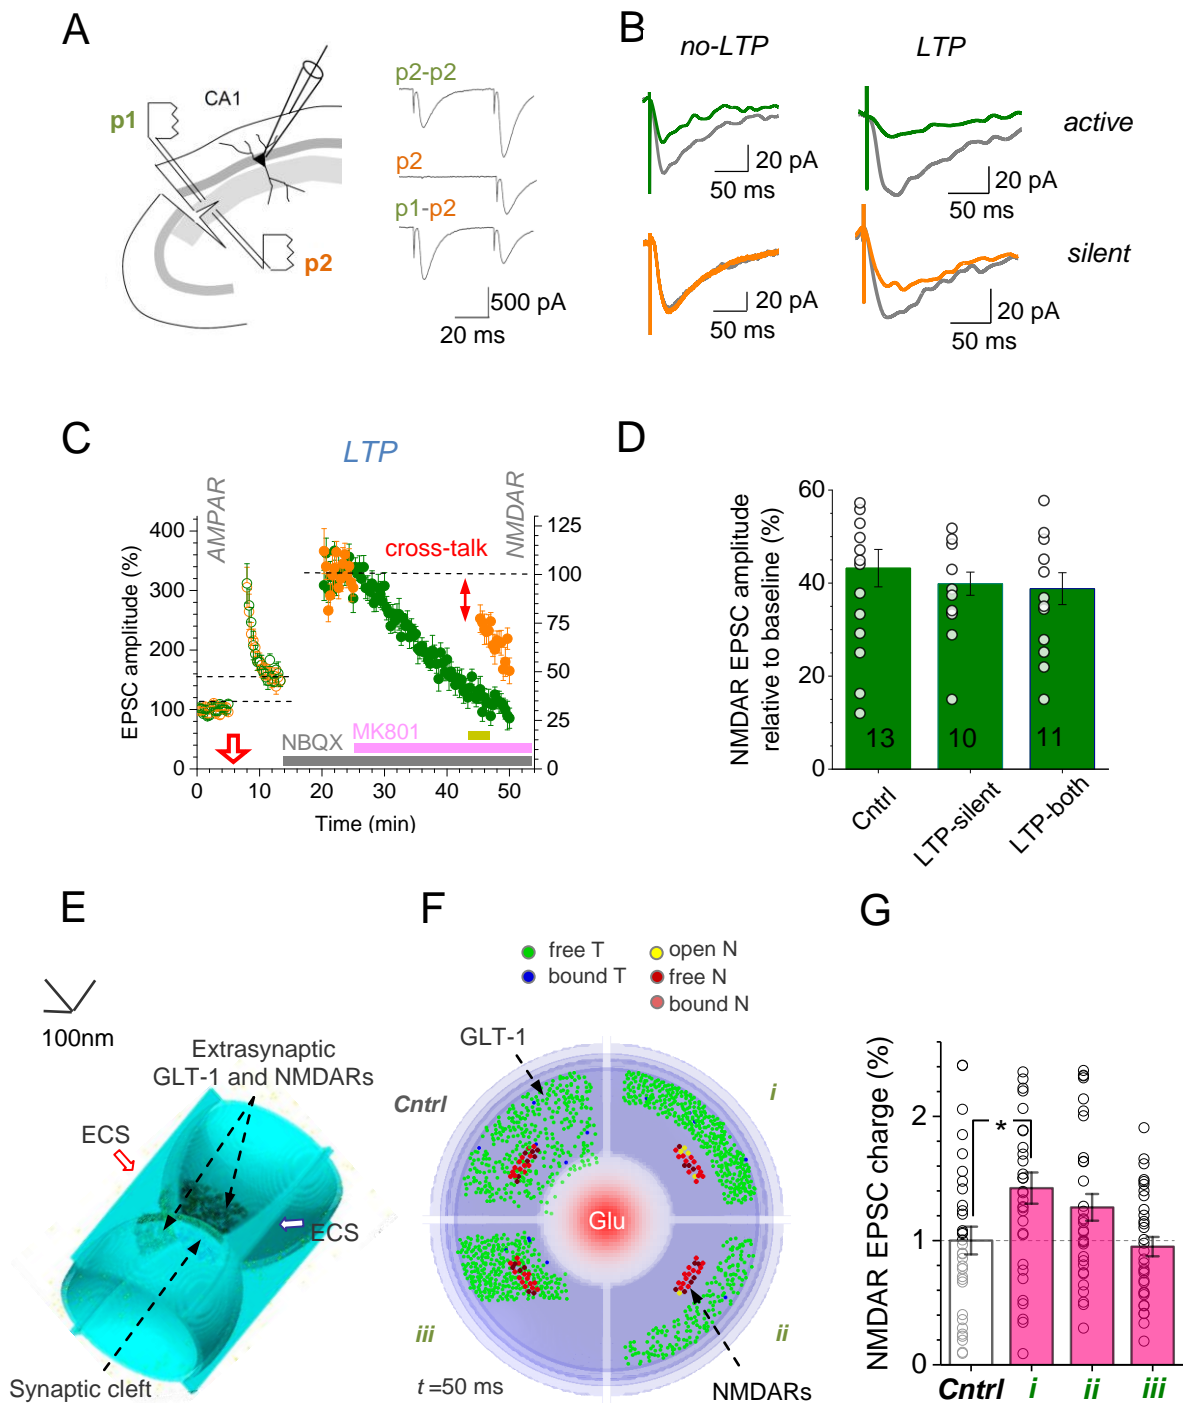 A
CA1
p1
p2
p2-p2
p2
p1-p2
500 pA
20 ms
B
no-LTP
LTP
active
20 pA
50 ms
20 pA
50 ms
silent
20 pA
50 ms
20 pA
50 ms
C
LTP
AMPAR
NMDAR
EPSC amplitude (%)
400
300
200
100
0
125
100
75
50
25
0
cross-talk
MK801
NBQX
0
10
20
30
40
50
Time (min)
D
NMDAR EPSC amplitude
relative to baseline (%)
60
40
20
0
13
10
11
Cntrl
LTP-silent
LTP-both
E
100nm
Extrasynaptic
GLT-1 and NMDARs
ECS
ECS
Synaptic cleft
F
free T
bound T
open N
free N
bound N
GLT-1
Cntrl
i
Glu
iii
ii
t =50 ms
NMDARs
G
NMDAR EPSC charge (%)
2
1
0
*
Cntrl
i
ii
iii